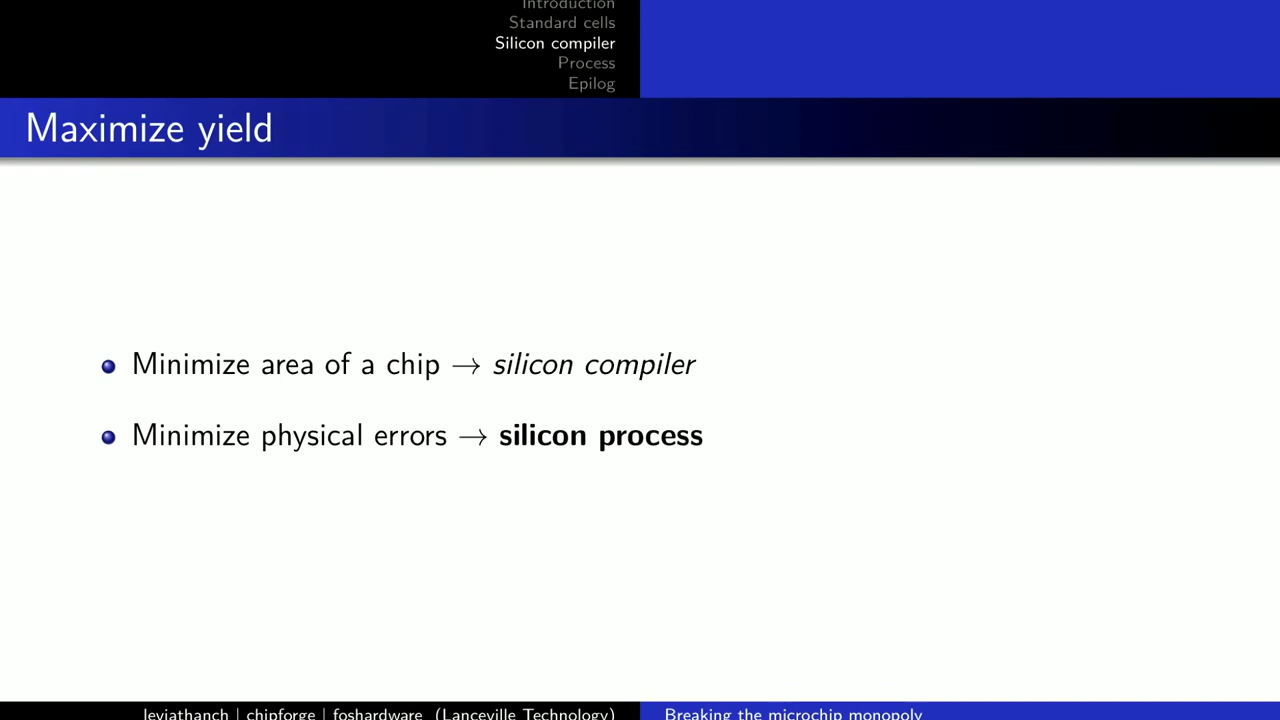 Introduction
Standard cells
Silicon compiler
Process
Epilog
Maximize yield
Minimize area of a chip → silicon compiler
Minimize physical errors → silicon process
leviathanch | chipforge | foshardware (Lanceville Technology)
Breaking the microchip monopoly